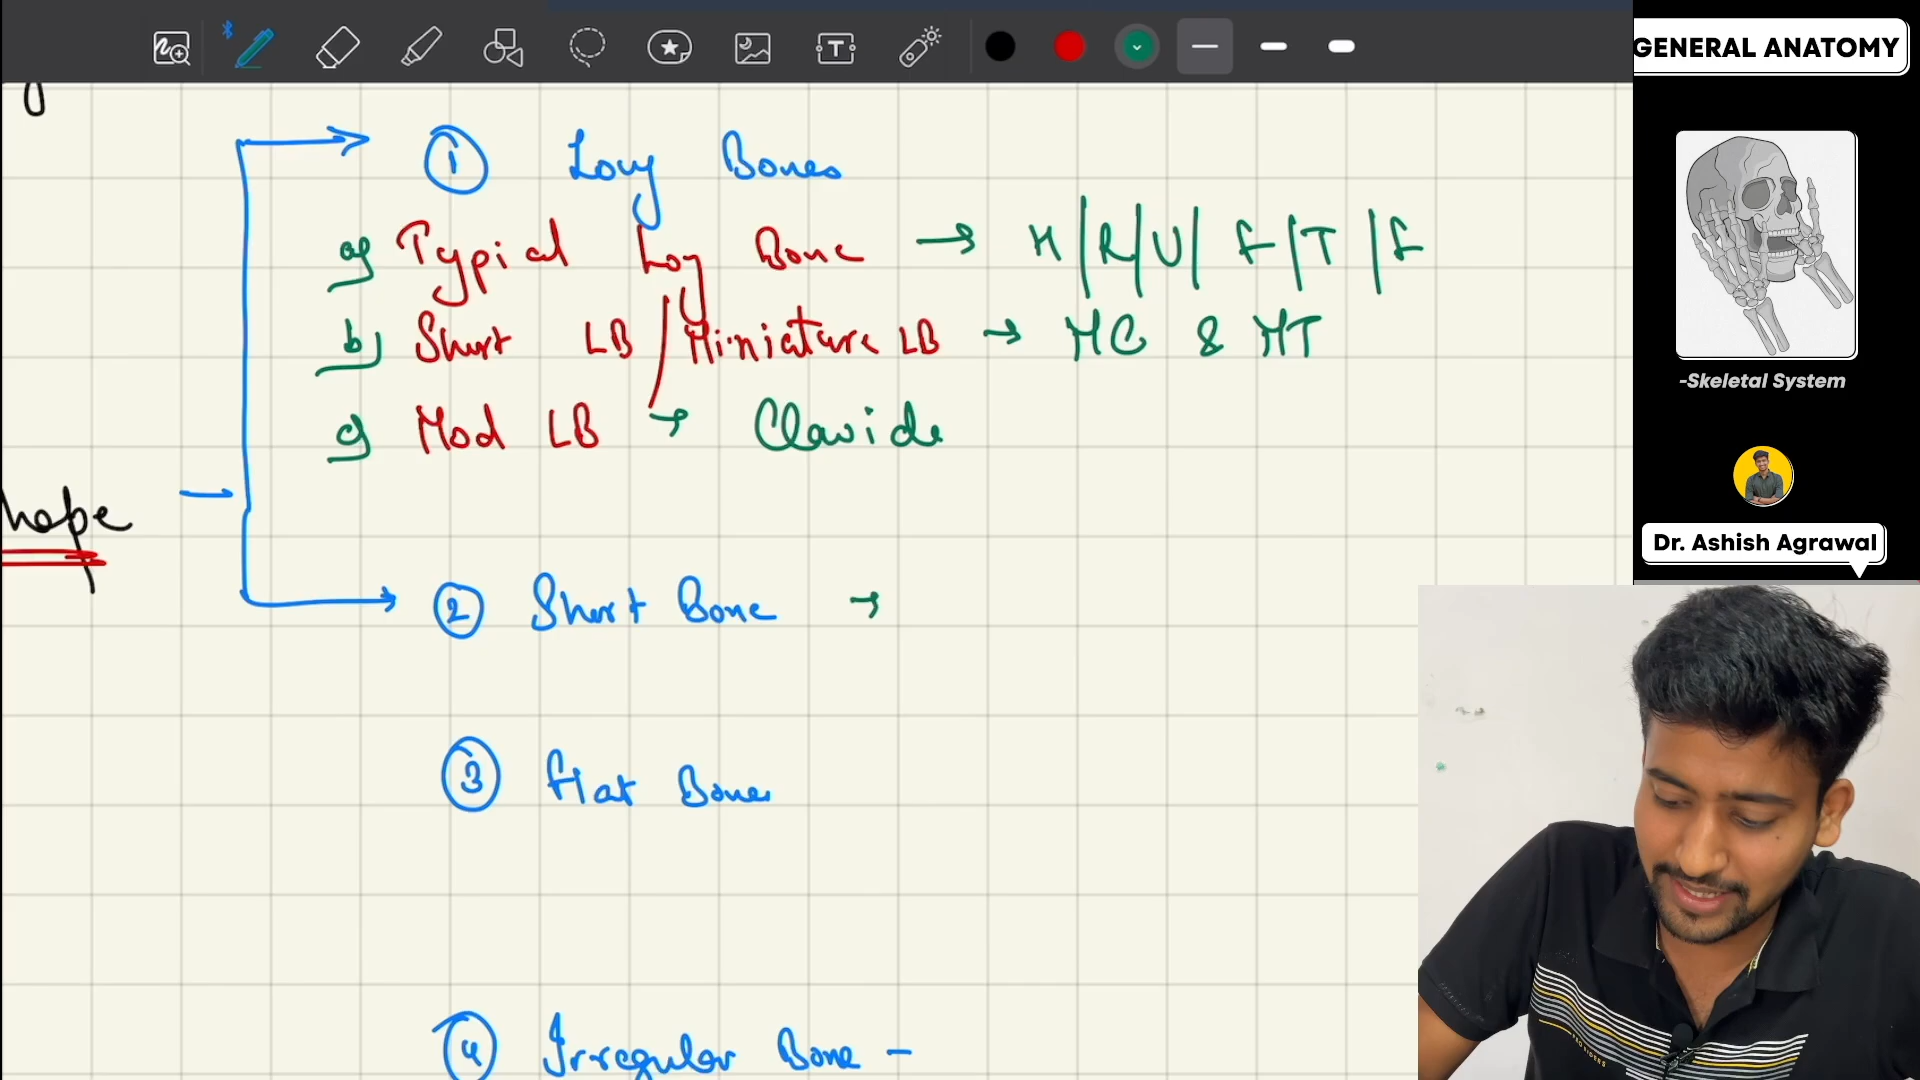 GENERAL ANATOMY
① Long Bones
a) Typical Long Bone → H/R/U/F/T/F
b) Short LB / Miniature LB → MC & MT
c) Mod LB → Clavicle
hape →
② Short Bone →
③ Flat Bones
④ Irregular Bone -
-Skeletal System
Dr. Ashish Agrawal